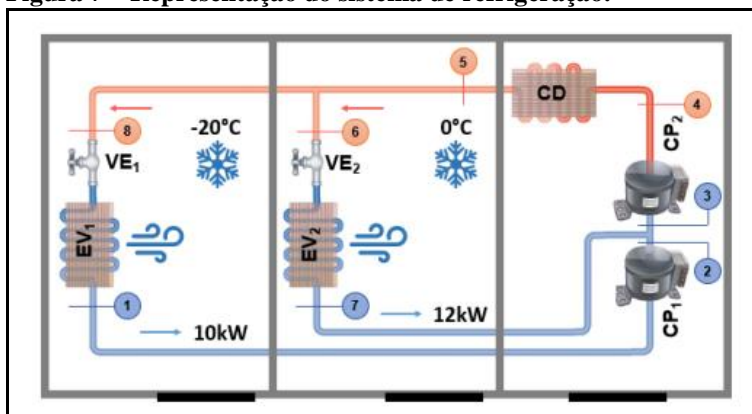 Figura 7 – Representação do sistema de refrigeração.
5
CD
4
8
-20°C
6
0°C
CP₂
VE₁
VE₂
3
EV₁
EV₂
2
1
7
CP₁
10kW
12kW